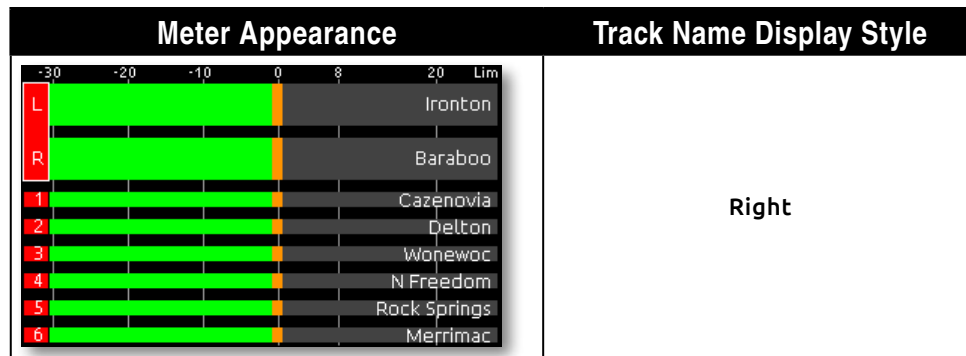 Meter Appearance Track Name Display Style
-30 -20 -10 0 8 20 Lim
L Ironton
R Baraboo
1 Cazenovia
2 Delton
3 Wonewoc
4 N Freedom
5 Rock Springs
6 Merrimac
Right